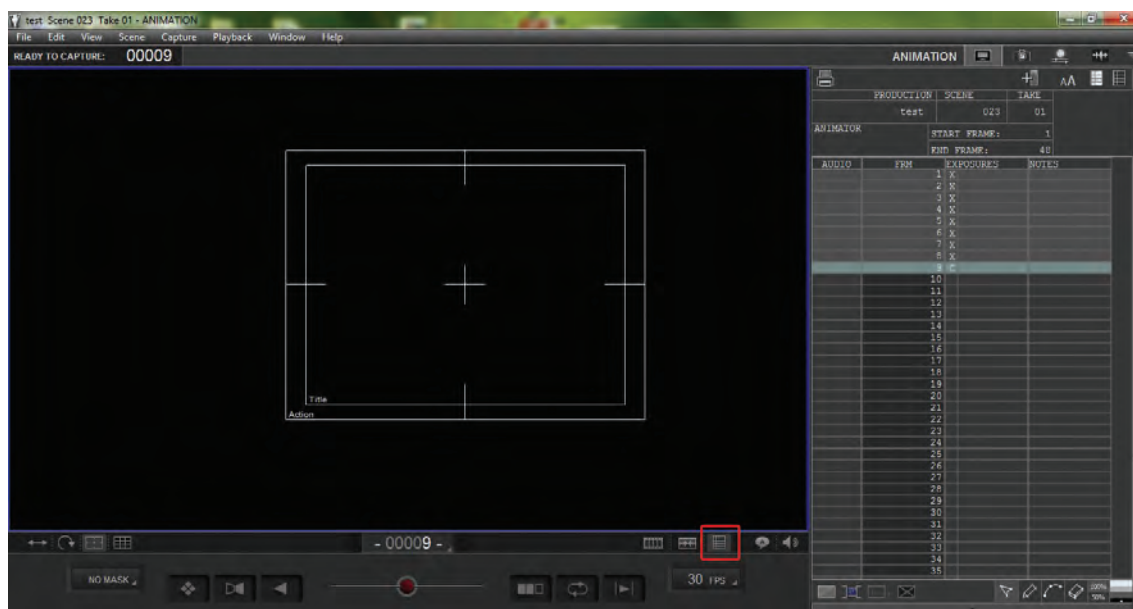 test Scene 023 Take 01 - ANIMATION
File Edit View Scene Capture Playback Window Help
READY TO CAPTURE: 00009
ANIMATION
AA
PRODUCTION SCENE TAKE
test 023 01
ANIMATOR
START FRAME: 1
END FRAME: 48
AUDIO FRM EXPOSURES NOTES
1 X
2 X
3 X
4 X
5 X
6 X
7 X
8 X
9 C
10
11
12
13
14
15
16
17
18
19
20
21
22
23
24
25
26
27
28
29
30
31
32
33
34
35
Title
Action
- 00009 -
NO MASK
30 FPS
100%
50%